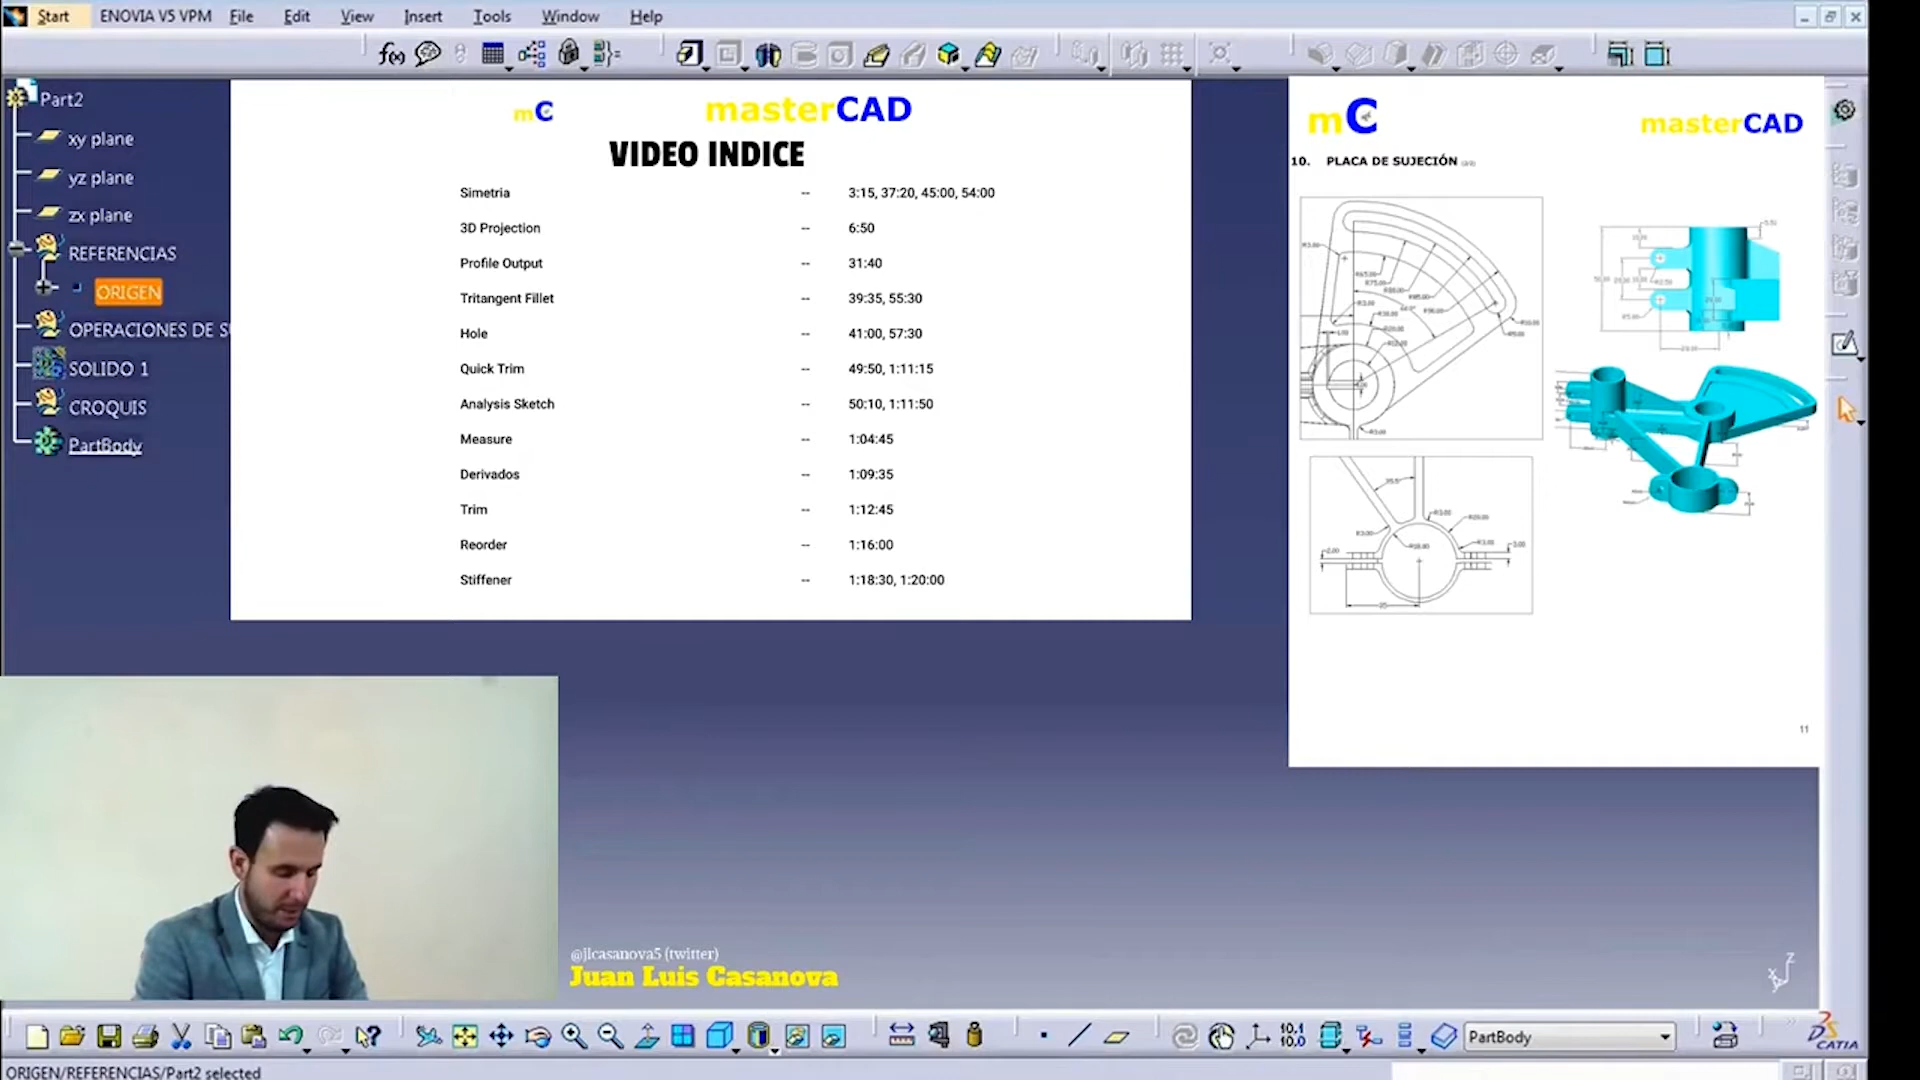 Start ENOVIA V5 VPM File Edit View Insert Tools Window Help
f(x)
Part2
xy plane
yz plane
zx plane
REFERENCIAS
ORIGEN
OPERACIONES DE S
SOLIDO 1
CROQUIS
PartBody
mC masterCAD
VIDEO INDICE
Simetria -- 3:15, 37:20, 45:00, 54:00
3D Projection -- 6:50
Profile Output -- 31:40
Tritangent Fillet -- 39:35, 55:30
Hole -- 41:00, 57:30
Quick Trim -- 49:50, 1:11:15
Analysis Sketch -- 50:10, 1:11:50
Measure -- 1:04:45
Derivados -- 1:09:35
Trim -- 1:12:45
Reorder -- 1:16:00
Stiffener -- 1:18:30, 1:20:00
mC masterCAD
10. PLACA DE SUJECIÓN
11
@jlcasanova5 (twitter)
Juan Luis Casanova
10.1
10.0
PartBody
CATIA
ORIGEN/REFERENCIAS/Part2 selected